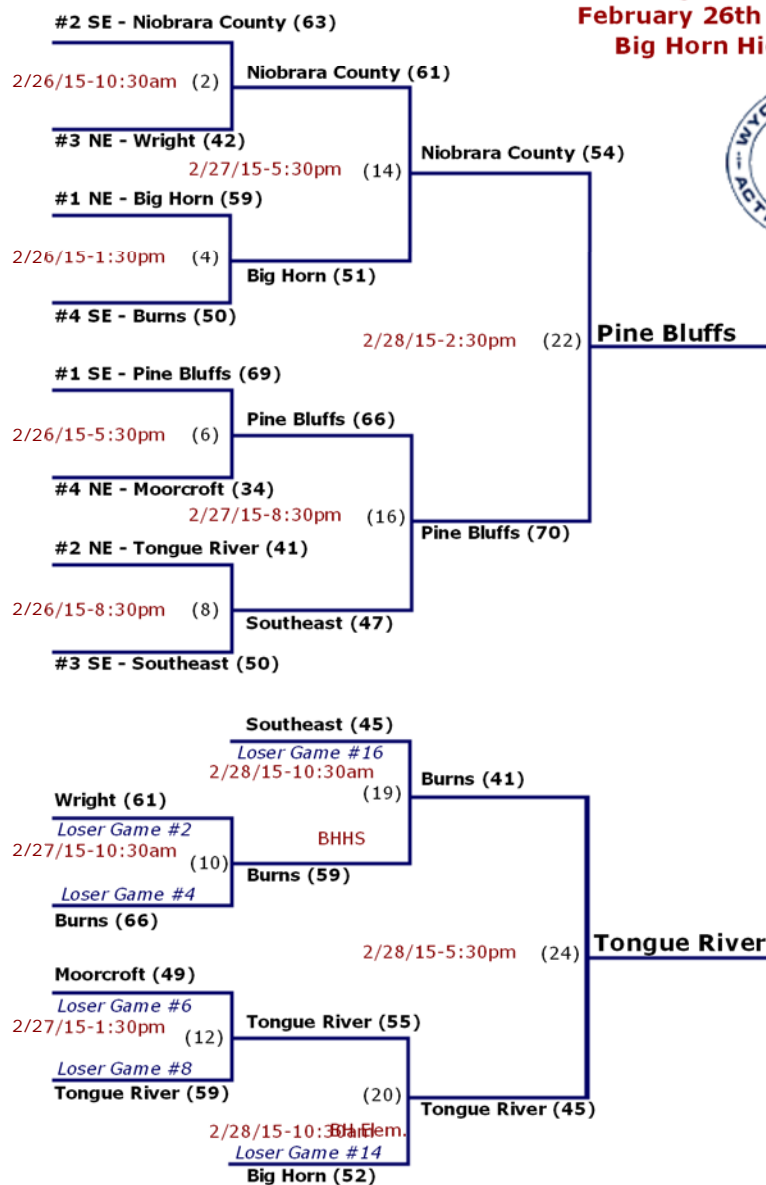 February 26th
Big Horn
#2 SE - Niobrara County (63)
2/26/15-10:30am (2)
Niobrara County (61)
#3 NE - Wright (42)
2/27/15-5:30pm (14)
Niobrara County (54)
#1 NE - Big Horn (59)
2/26/15-1:30pm (4)
Big Horn (51)
#4 SE - Burns (50)
2/28/15-2:30pm (22)
Pine Bluffs
#1 SE - Pine Bluffs (69)
Pine Bluffs (66)
2/26/15-5:30pm (6)
#4 NE - Moorcroft (34)
2/27/15-8:30pm (16)
Pine Bluffs (70)
#2 NE - Tongue River (41)
2/26/15-8:30pm (8)
Southeast (47)
#3 SE - Southeast (50)
Southeast (45)
Loser Game #16
2/28/15-10:30am
(19)
Burns (41)
Wright (61)
Loser Game #2
BHHS
2/27/15-10:30am (10)
Burns (59)
Loser Game #4
Burns (66)
2/28/15-5:30pm (24)
Tongue River
Moorcroft (49)
Loser Game #6
2/27/15-1:30pm (12)
Tongue River (55)
Loser Game #8
Tongue River (59)
(20)
Tongue River (45)
2/28/15-10:30am
BH Elem.
Loser Game #14
Big Horn (52)